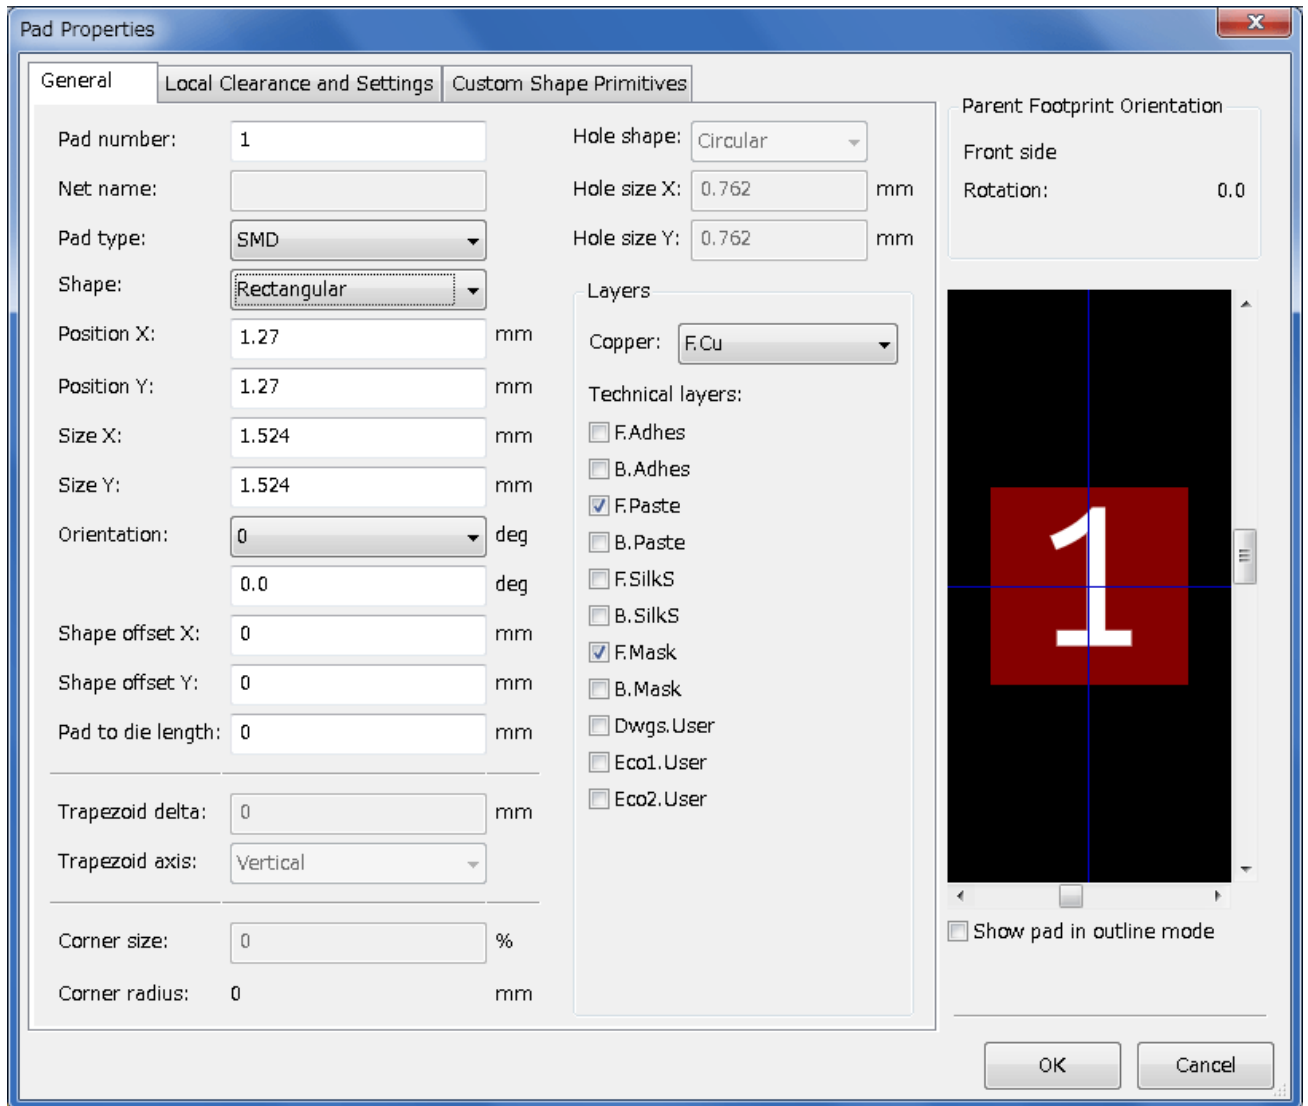 Pad Properties
General
Local Clearance and Settings
Custom Shape Primitives
Pad number: 1
Net name:
Pad type: SMD
Shape: Rectangular
Position X: 1.27 mm
Position Y: 1.27 mm
Size X: 1.524 mm
Size Y: 1.524 mm
Orientation: 0 deg
0.0 deg
Shape offset X: 0 mm
Shape offset Y: 0 mm
Pad to die length: 0 mm
Trapezoid delta: 0 mm
Trapezoid axis: Vertical
Corner size: 0 %
Corner radius: 0 mm
Hole shape: Circular
Hole size X: 0.762 mm
Hole size Y: 0.762 mm
Layers
Copper: F.Cu
Technical layers:
F.Adhes
B.Adhes
F.Paste
B.Paste
F.SilkS
B.SilkS
F.Mask
B.Mask
Dwgs.User
Eco1.User
Eco2.User
Parent Footprint Orientation
Front side
Rotation: 0.0
1
Show pad in outline mode
OK
Cancel